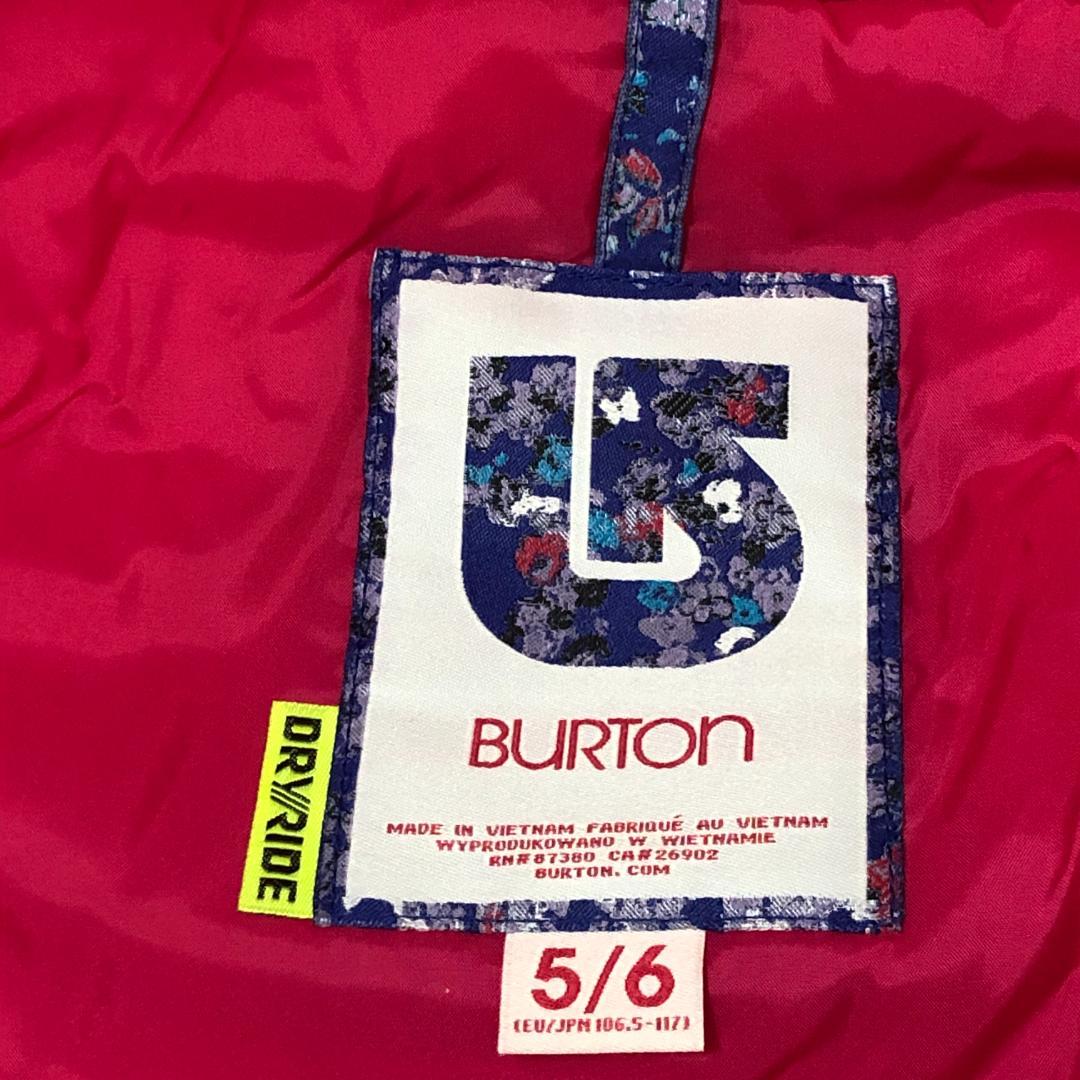 BURTON
MADE IN VIETNAM FABRIQUÉ AU VIETNAM
WYPRODUKOWANO W WIETNAMIE
RN#87380 CA#26902
BURTON.COM
DRY//RIDE
5/6
(EU/JPN 106.5-117)